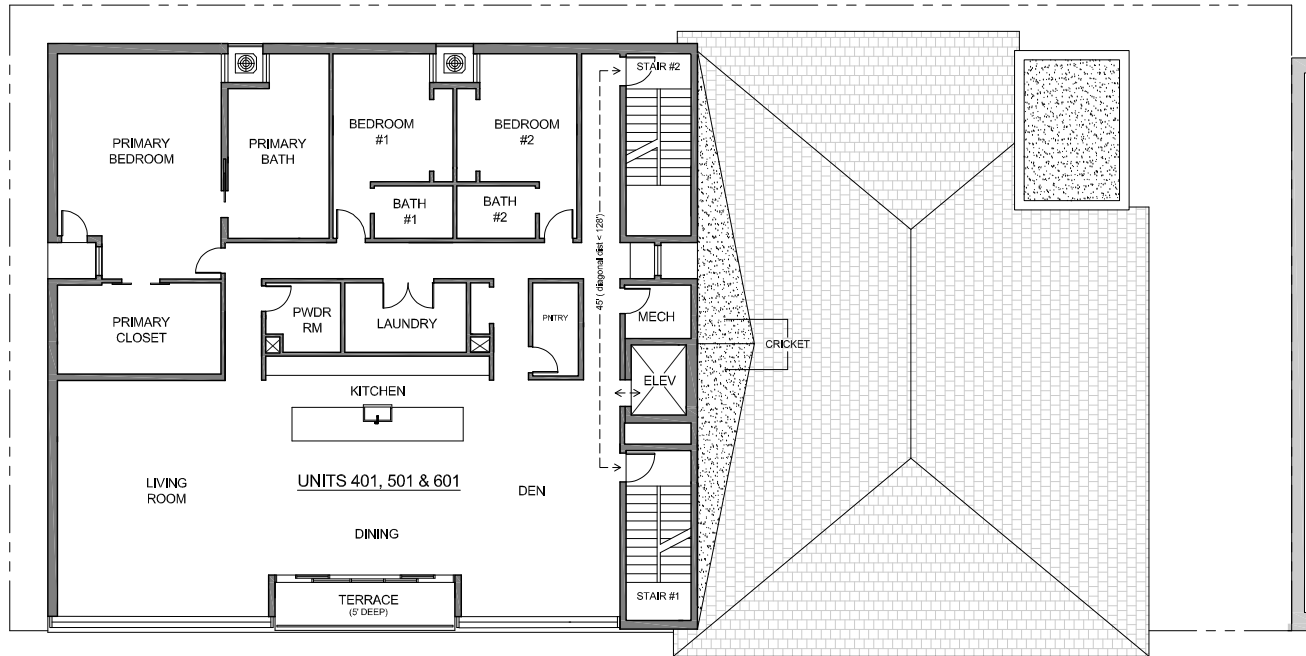 STAIR #2
PRIMARY
BEDROOM
PRIMARY
BATH
BEDROOM
#1
BEDROOM
#2
BATH
#1
BATH
#2
45' ( diagonal dist < 128')
PRIMARY
CLOSET
PWDR
RM
LAUNDRY
PNTRY
MECH
CRICKET
ELEV
KITCHEN
LIVING
ROOM
UNITS 401, 501 & 601
DEN
DINING
TERRACE
(5' DEEP)
STAIR #1